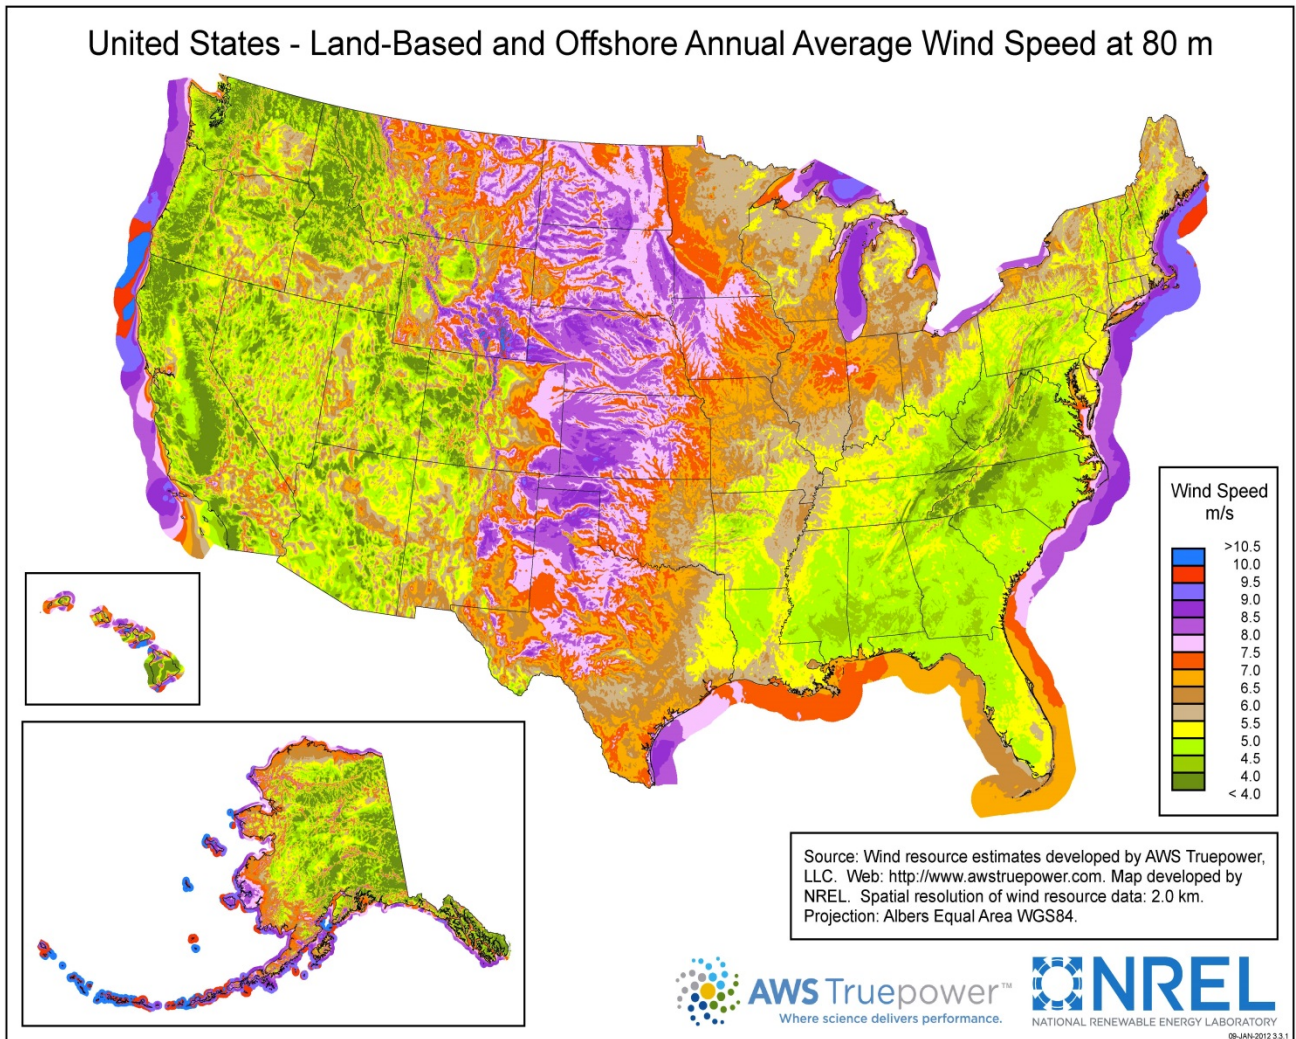 United States - Land-Based and Offshore Annual Average Wind Speed at 80 m
Wind Speed
m/s
>10.5
10.0
9.5
9.0
8.5
8.0
7.5
7.0
6.5
6.0
5.5
5.0
4.5
4.0
< 4.0
Source: Wind resource estimates developed by AWS Truepower,
LLC.  Web: http://www.awstruepower.com. Map developed by
NREL.  Spatial resolution of wind resource data: 2.0 km.
Projection: Albers Equal Area WGS84.
AWS Truepower™
Where science delivers performance.
NREL
NATIONAL RENEWABLE ENERGY LABORATORY
09-JAN-2012 3.3.1